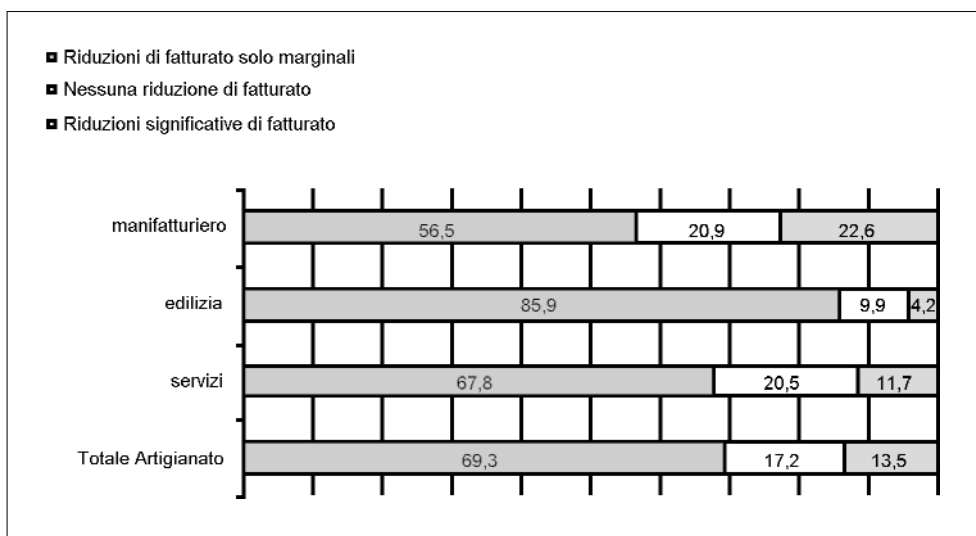 Riduzioni di fatturato solo marginali
Nessuna riduzione di fatturato
Riduzioni significative di fatturato
manifatturiero 56,5 20,9 22,6
edilizia 85,9 9,9 4,2
servizi 67,8 20,5 11,7
Totale Artigianato 69,3 17,2 13,5